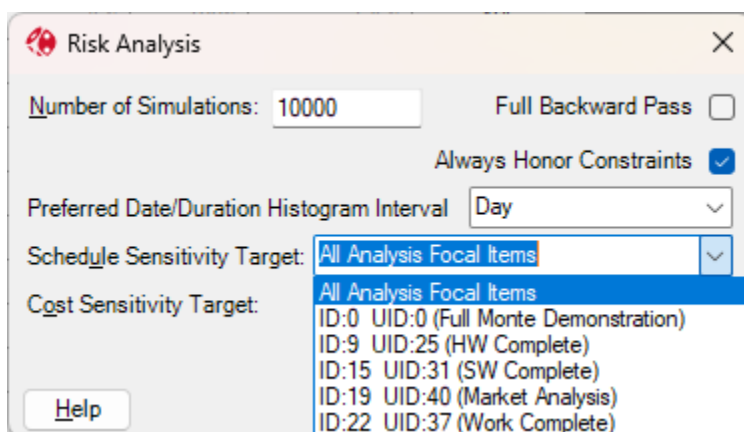 Risk Analysis
Number of Simulations: 10000 Full Backward Pass
Always Honor Constraints
Preferred Date/Duration Histogram Interval Day
Schedule Sensitivity Target: All Analysis Focal Items
Cost Sensitivity Target: All Analysis Focal Items
ID:0 UID:0 (Full Monte Demonstration)
ID:9 UID:25 (HW Complete)
ID:15 UID:31 (SW Complete)
ID:19 UID:40 (Market Analysis)
Help ID:22 UID:37 (Work Complete)